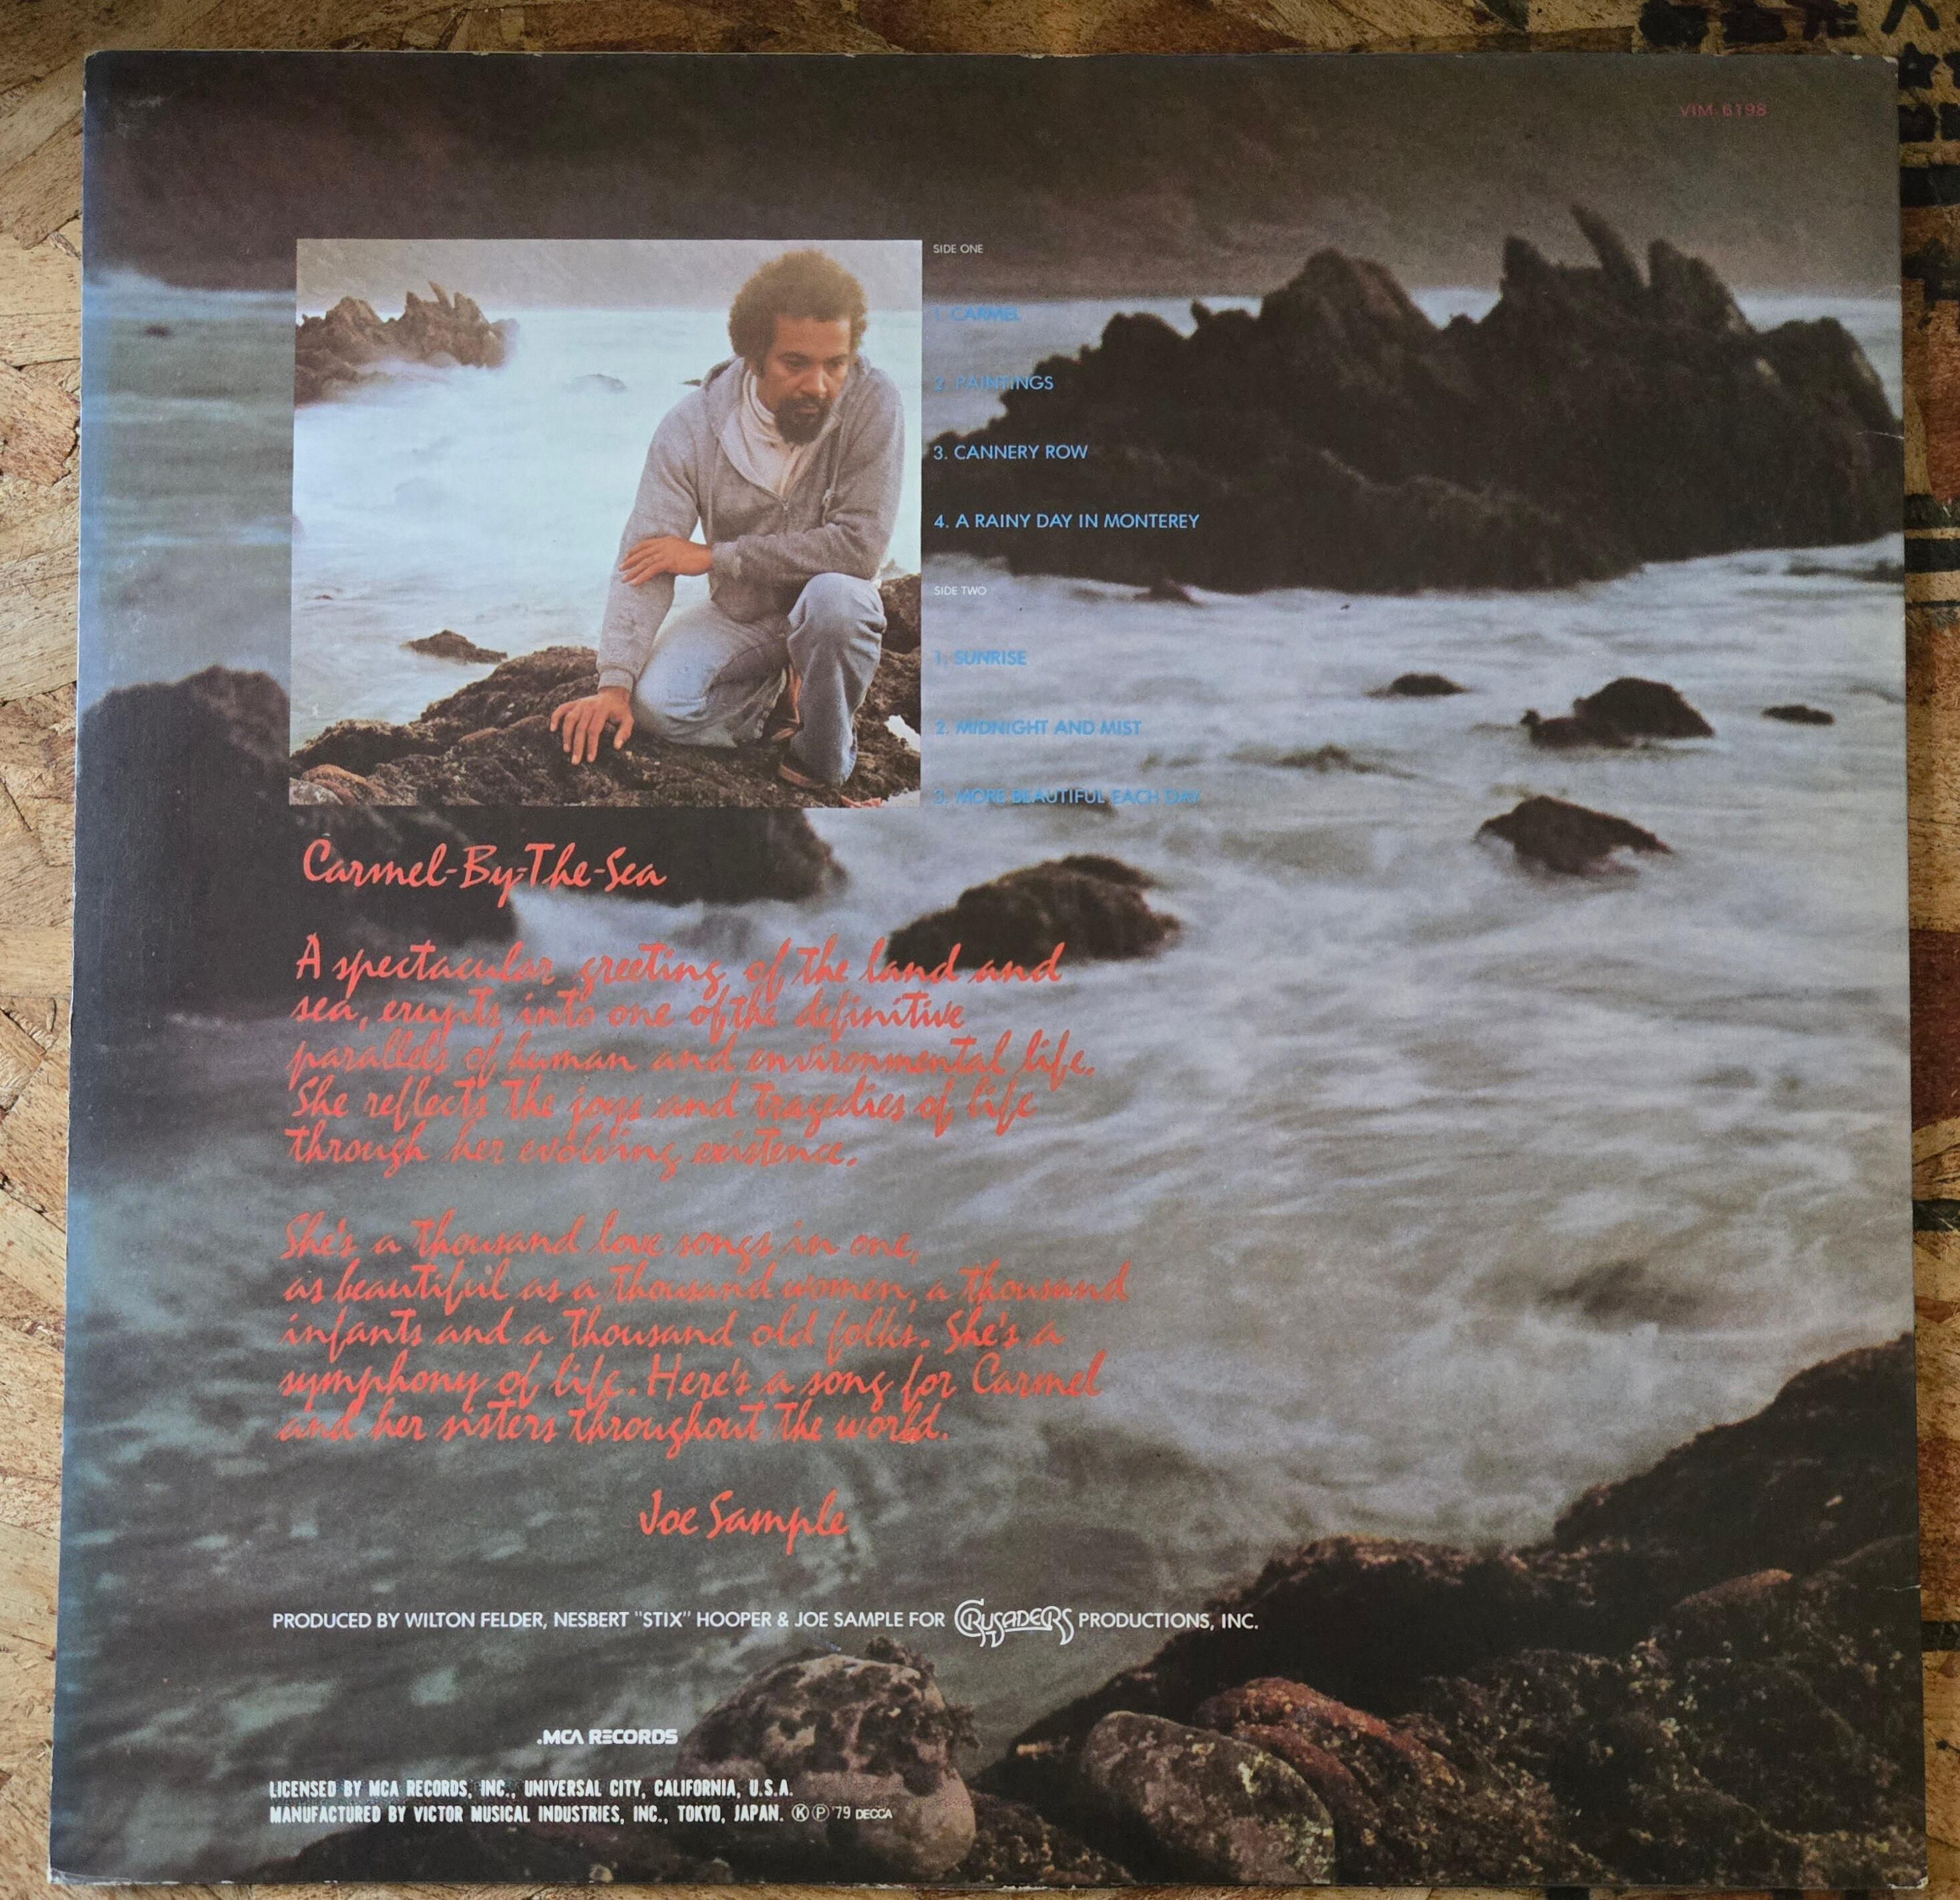 VIM-6198
SIDE ONE
1. CARMEL
2. PAINTINGS
3. CANNERY ROW
4. A RAINY DAY IN MONTEREY
SIDE TWO
1. SUNRISE
2. MIDNIGHT AND MIST
3. MORE BEAUTIFUL EACH DAY
Carmel-By-The-Sea
A spectacular greeting of the land and
sea, erupts into one of the definitive
parallels of human and environmental life.
She reflects the joys and tragedies of life
through her evolving existence.
She's a thousand love songs in one,
as beautiful as a thousand women, a thousand
infants and a thousand old folks. She's a
symphony of life. Here's a song for Carmel
and her sisters throughout the world.
Joe Sample
PRODUCED BY WILTON FELDER, NESBERT "STIX" HOOPER & JOE SAMPLE FOR CRUSADERS PRODUCTIONS, INC.
.MCA RECORDS
LICENSED BY MCA RECORDS, INC., UNIVERSAL CITY, CALIFORNIA, U.S.A.
MANUFACTURED BY VICTOR MUSICAL INDUSTRIES, INC., TOKYO, JAPAN. Ⓚ Ⓟ '79 DECCA